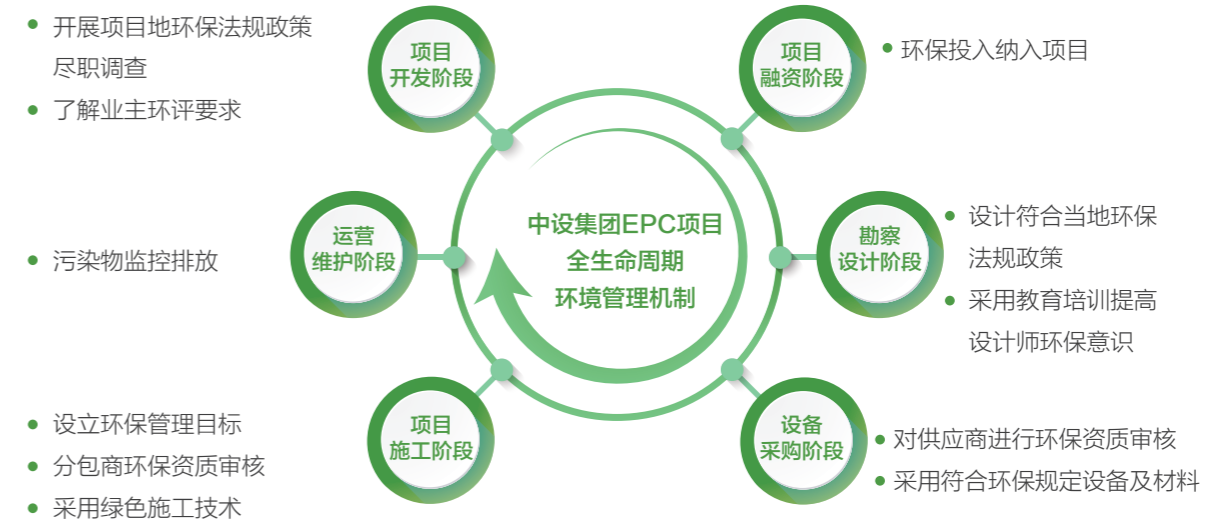 开展项目地环保法规政策
尽职调查
了解业主环评要求
项目
开发阶段
项目
融资阶段
环保投入纳入项目
中设集团EPC项目
全生命周期
环境管理机制
污染物监控排放
运营
维护阶段
勘察
设计阶段
设计符合当地环保
法规政策
采用教育培训提高
设计师环保意识
设立环保管理目标
分包商环保资质审核
采用绿色施工技术
项目
施工阶段
设备
采购阶段
对供应商进行环保资质审核
采用符合环保规定设备及材料